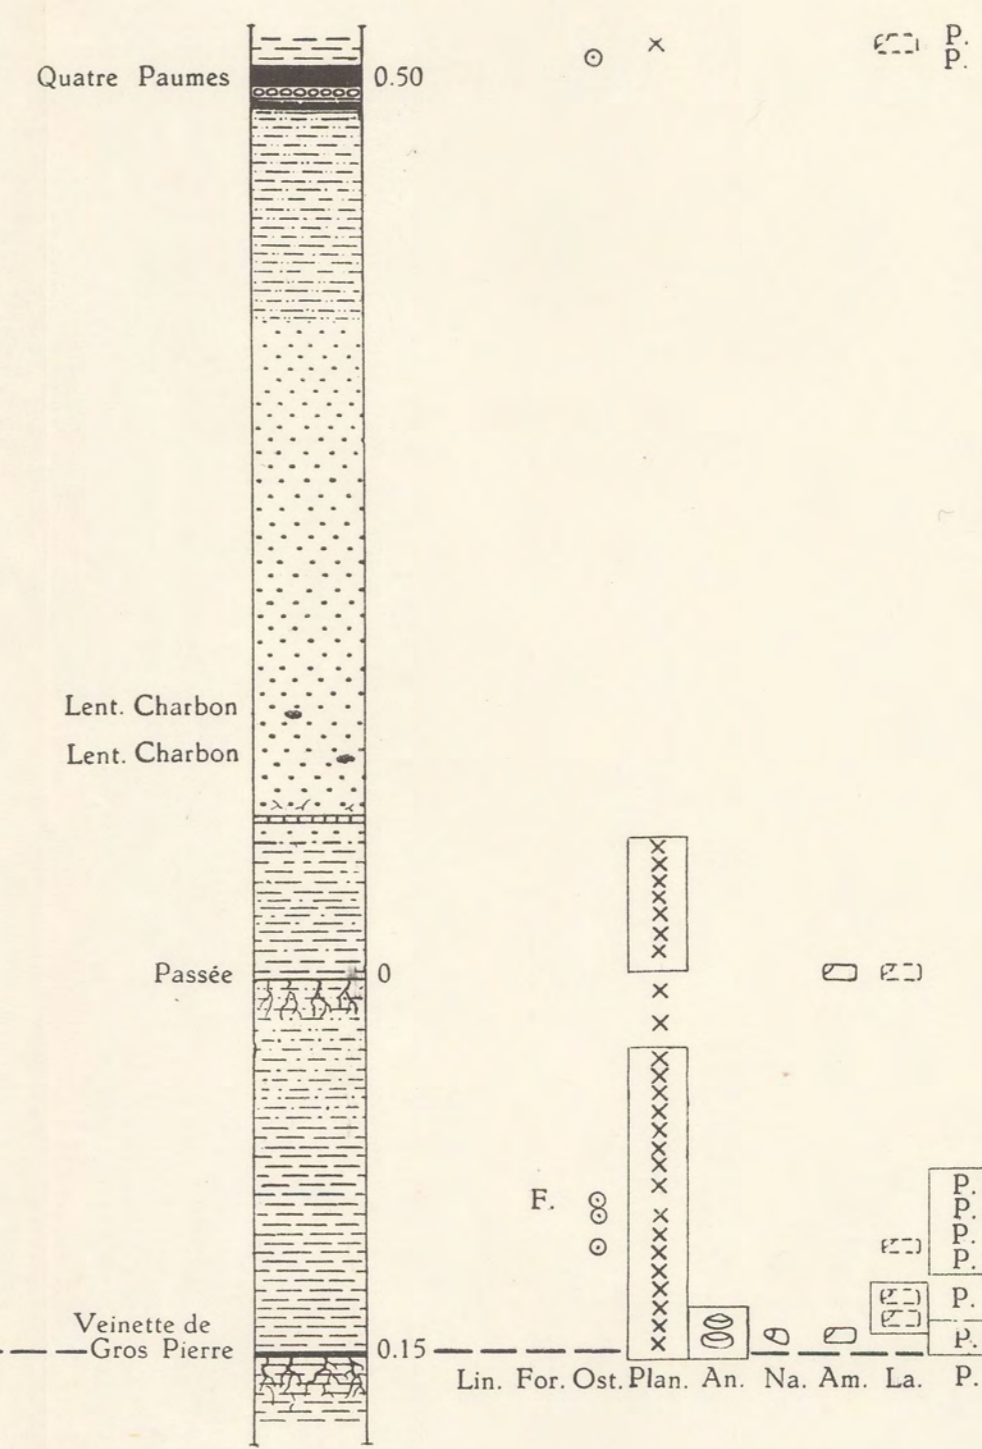 P.
Quatre Paumes 0.50 P.
Lent. Charbon
Lent. Charbon
Passée 0
P.
F. P.
P.
P.
Veinette de P.
Gros Pierre 0.15 P.
Lin. For. Ost. Plan. An. Na. Am. La. P.